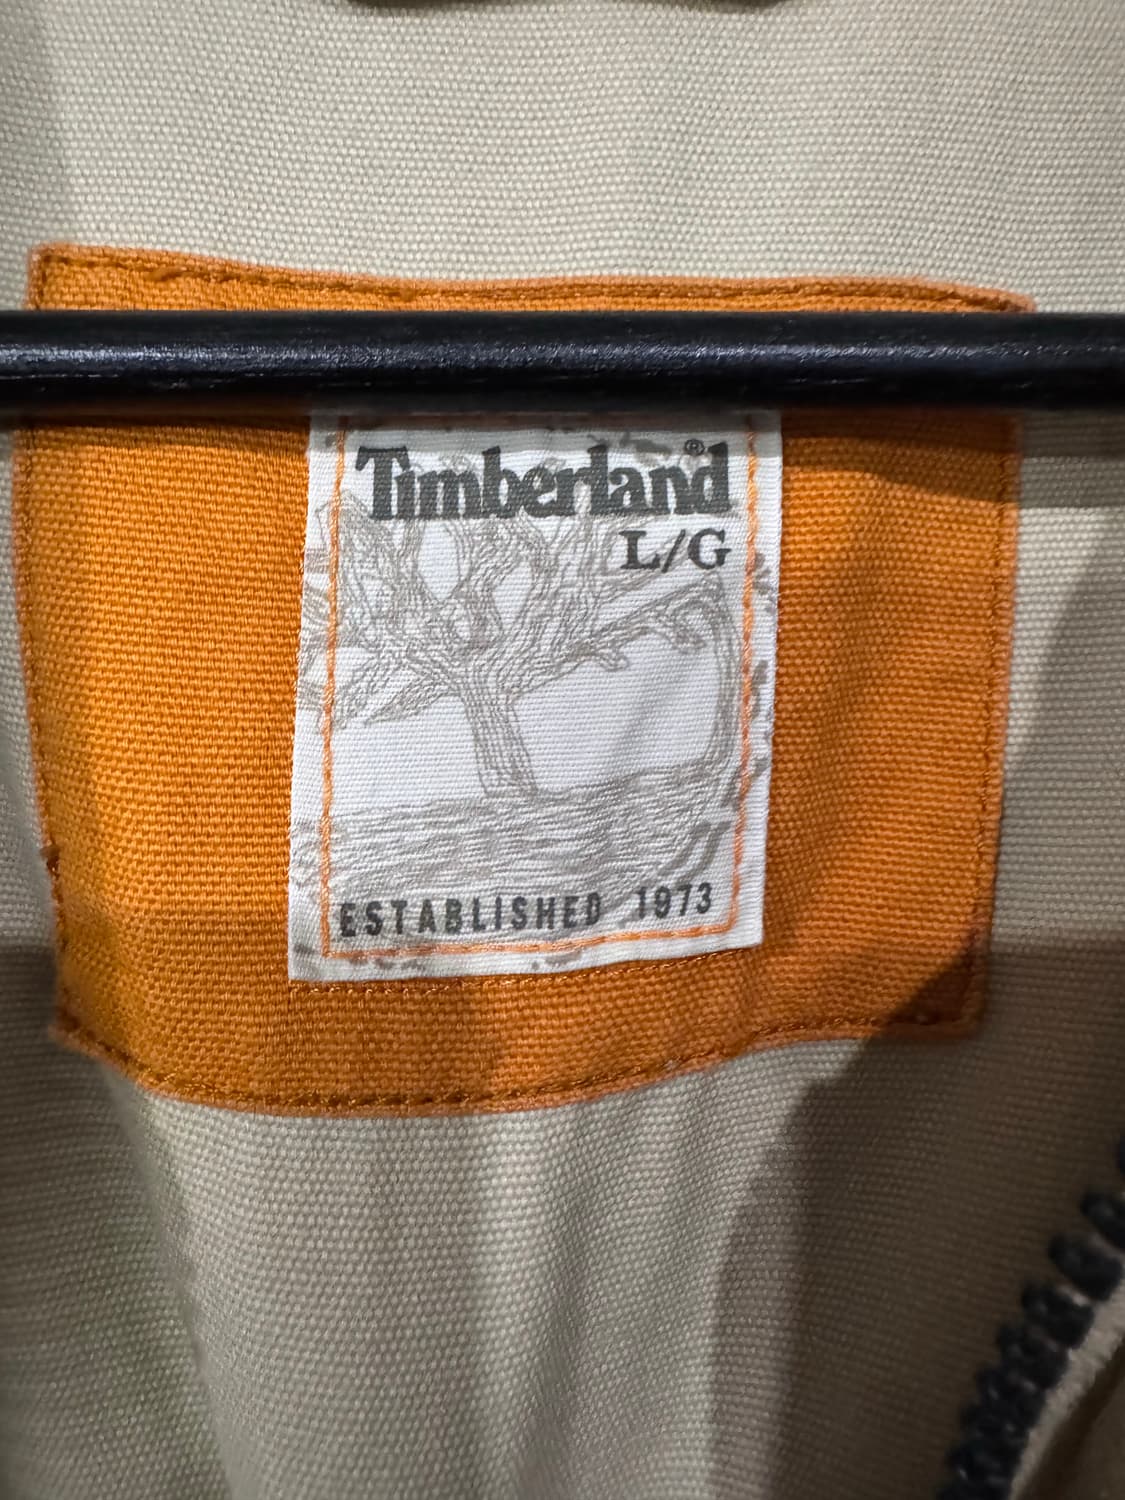 Timberland®
L/G
ESTABLISHED 1973